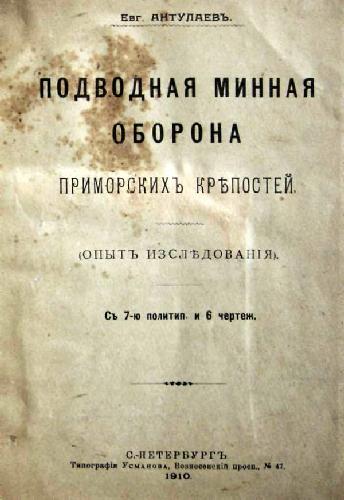 Евг. АНТУЛАЕВЪ.
ПОДВОДНАЯ МИННАЯ
ОБОРОНА
ПРИМОРСКИХЪ КРѢПОСТЕЙ.
(ОПЫТЪ ИЗСЛѢДОВАНІЯ).
Съ 7-ю политип. и 6 чертеж.
С.-ПЕТЕРБУРГЪ
Типографія Усманова, Вознесенскій просп., № 47.
1910.